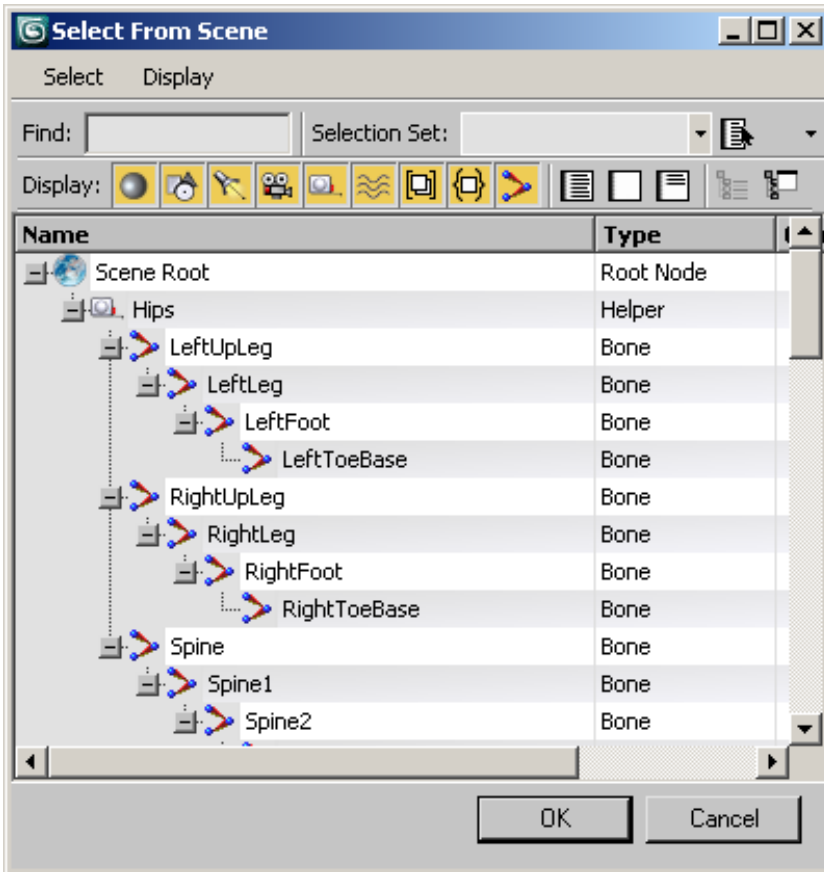 Select From Scene
Select Display
Find: Selection Set:
Display:
Name Type
Scene Root Root Node
Hips Helper
LeftUpLeg Bone
LeftLeg Bone
LeftFoot Bone
LeftToeBase Bone
RightUpLeg Bone
RightLeg Bone
RightFoot Bone
RightToeBase Bone
Spine Bone
Spine1 Bone
Spine2 Bone
OK Cancel